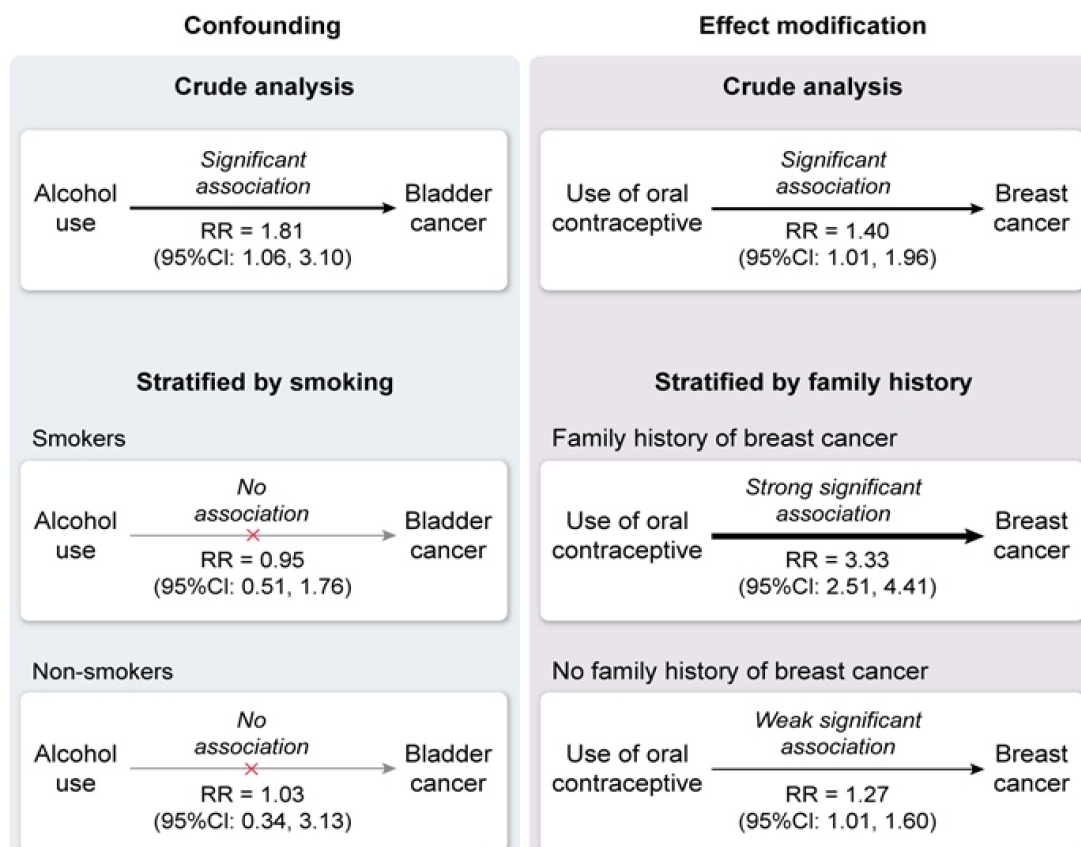 Confounding
Crude analysis
Significant
association
Alcohol
use
RR = 1.81
(95%CI: 1.06, 3.10)
Bladder
cancer
Stratified by smoking
Smokers
No
association
Alcohol
use
RR = 0.95
(95%CI: 0.51, 1.76)
Bladder
cancer
Non-smokers
No
association
Alcohol
use
RR = 1.03
(95%CI: 0.34, 3.13)
Bladder
cancer
Effect modification
Crude analysis
Significant
association
Use of oral
contraceptive
RR = 1.40
(95%CI: 1.01, 1.96)
Breast
cancer
Stratified by family history
Family history of breast cancer
Strong significant
association
Use of oral
contraceptive
RR = 3.33
(95%CI: 2.51, 4.41)
Breast
cancer
No family history of breast cancer
Weak significant
association
Use of oral
contraceptive
RR = 1.27
(95%CI: 1.01, 1.60)
Breast
cancer